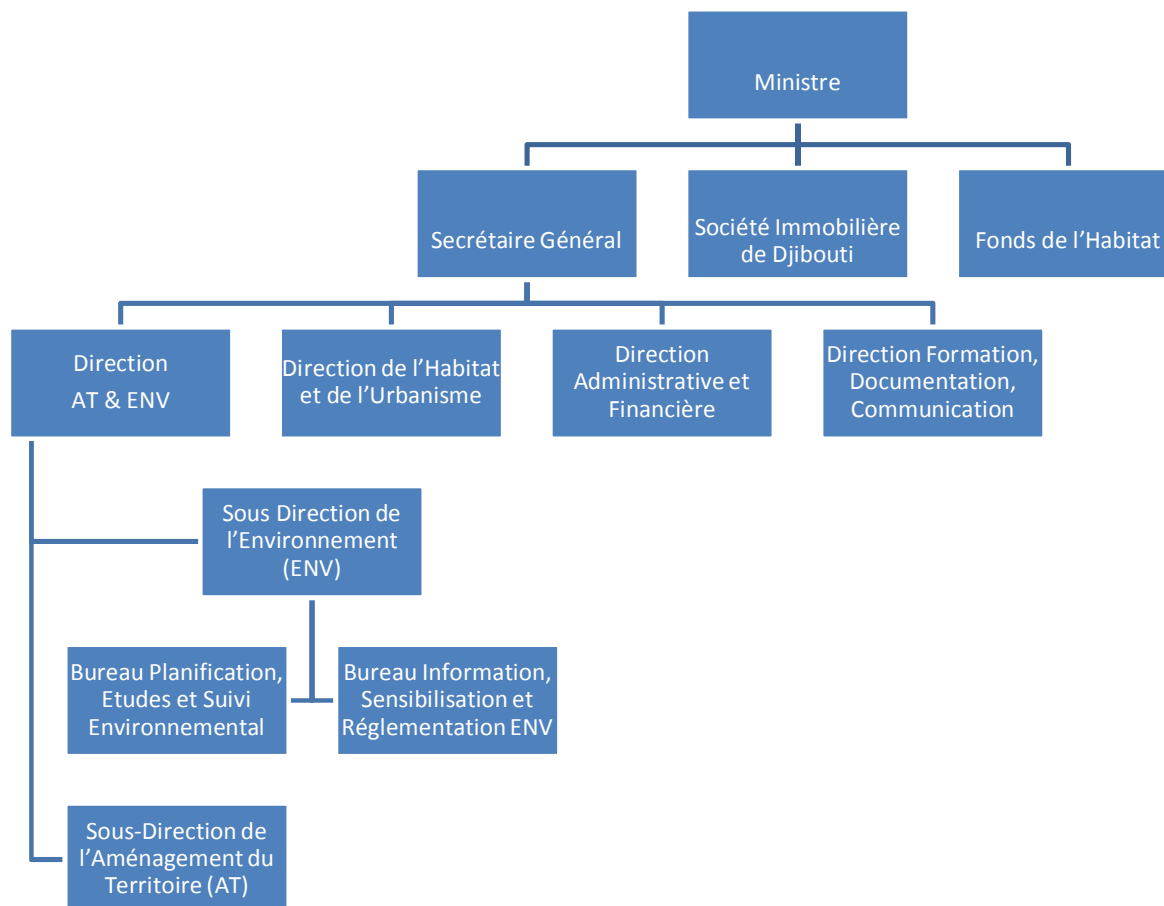 Ministre
Secrétaire Général
Société Immobilière
de Djibouti
Fonds de l’Habitat
Direction
AT & ENV
Direction de l’Habitat
et de l’Urbanisme
Direction
Administrative et
Financière
Direction Formation,
Documentation,
Communication
Sous Direction de
l’Environnement
(ENV)
Bureau Planification,
Etudes et Suivi
Environnemental
Bureau Information,
Sensibilisation et
Réglementation ENV
Sous-Direction de
l’Aménagement du
Territoire (AT)